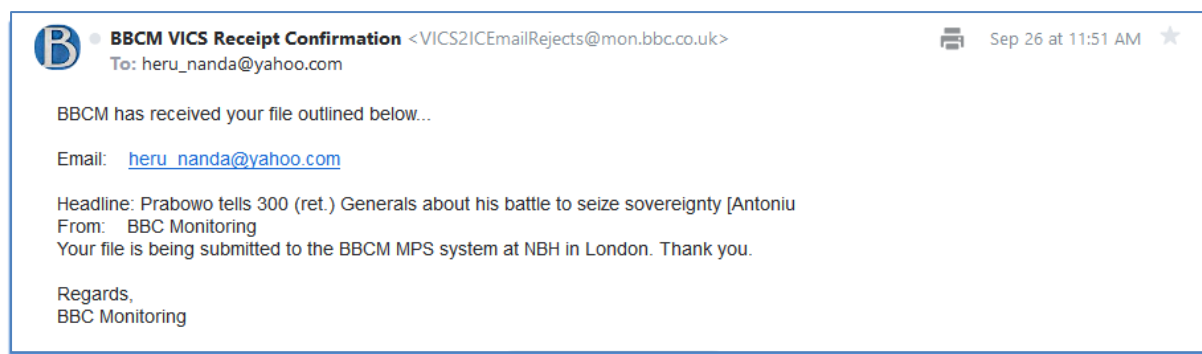 B
BBCM VICS Receipt Confirmation <VICS2ICEmailRejects@mon.bbc.co.uk> Sep 26 at 11:51 AM
To: heru_nanda@yahoo.com
BBCM has received your file outlined below...
Email: heru_nanda@yahoo.com
Headline: Prabowo tells 300 (ret.) Generals about his battle to seize sovereignty [Antoniu
From: BBC Monitoring
Your file is being submitted to the BBCM MPS system at NBH in London. Thank you.
Regards,
BBC Monitoring